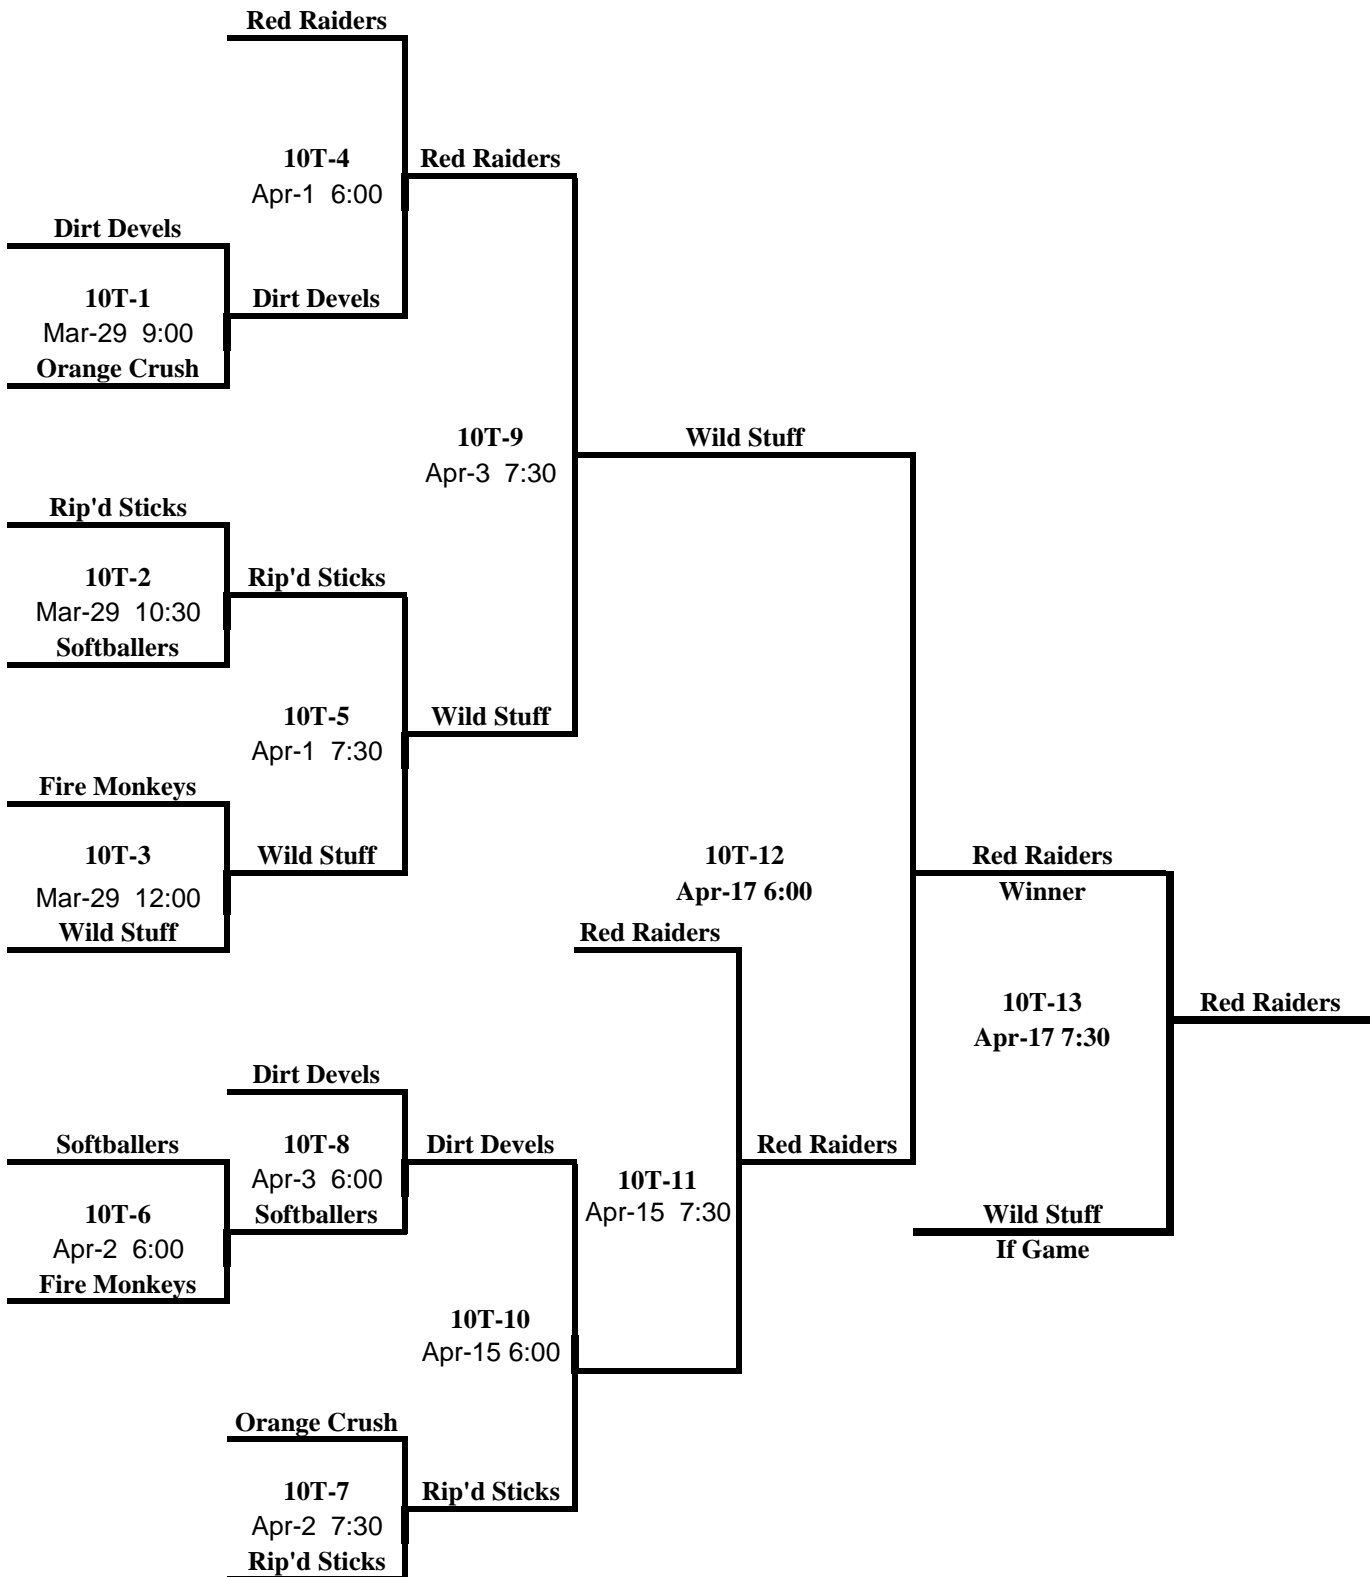 Red Raiders
10T-4
Apr-1 6:00
Red Raiders
Dirt Devels
10T-1
Mar-29 9:00
Orange Crush
Dirt Devels
10T-9
Apr-3 7:30
Wild Stuff
Rip'd Sticks
10T-2
Mar-29 10:30
Softballers
Rip'd Sticks
10T-5
Apr-1 7:30
Wild Stuff
Fire Monkeys
10T-3
Mar-29 12:00
Wild Stuff
Wild Stuff
10T-12
Apr-17 6:00
Red Raiders
Winner
Red Raiders
10T-13
Apr-17 7:30
Red Raiders
Dirt Devels
Softballers
10T-8
Apr-3 6:00
Softballers
Dirt Devels
10T-6
Apr-2 6:00
Fire Monkeys
10T-11
Apr-15 7:30
Red Raiders
Wild Stuff
If Game
10T-10
Apr-15 6:00
Orange Crush
10T-7
Apr-2 7:30
Rip'd Sticks
Rip'd Sticks